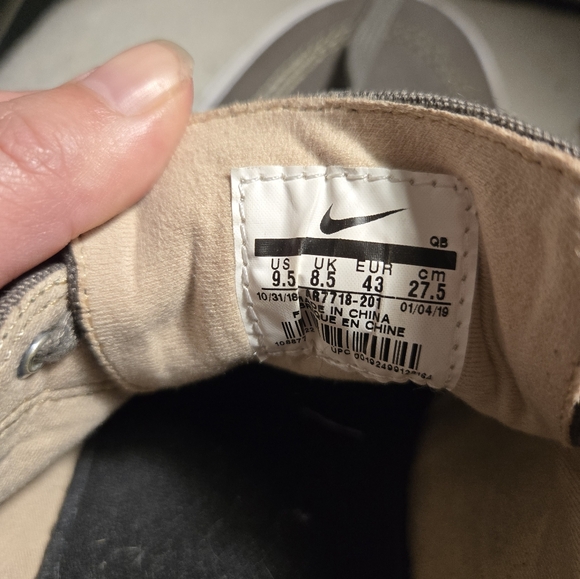 QB
US UK EUR cm
9.5 8.5 43 27.5
10/31/18 AR7718-201 01/04/19
MADE IN CHINA
EN CHINE
UPC